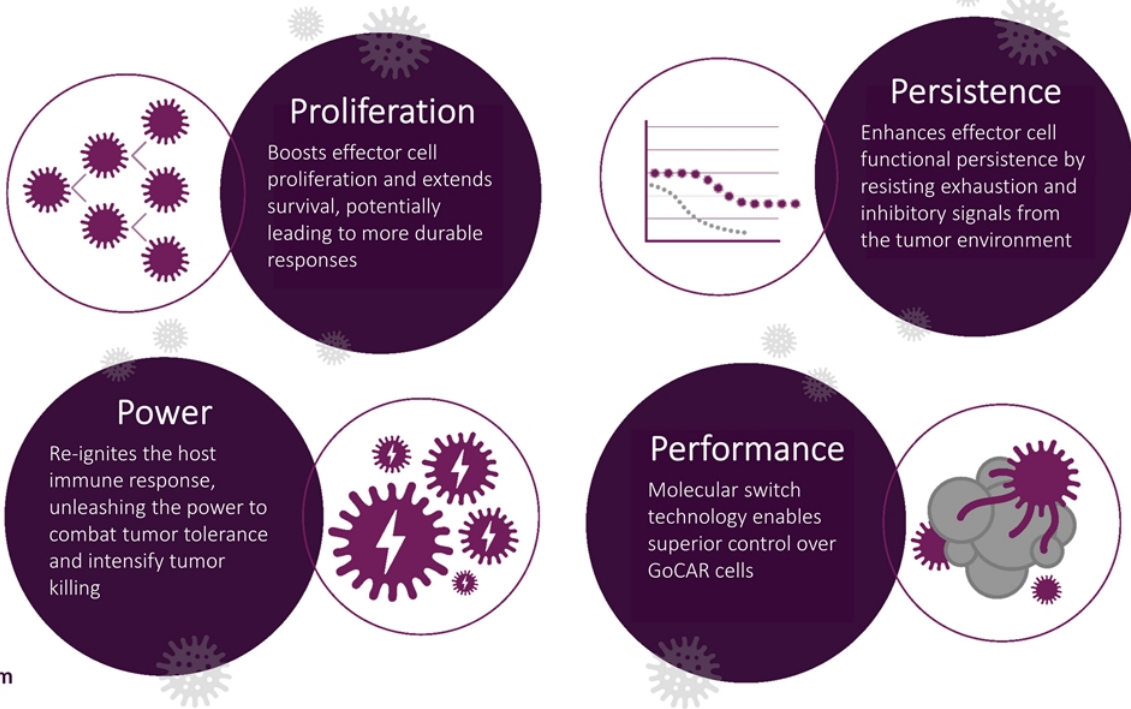 Proliferation
Boosts effector cell
proliferation and extends
survival, potentially
leading to more durable
responses
Persistence
Enhances effector cell
functional persistence by
resisting exhaustion and
inhibitory signals from
the tumor environment
Power
Re-ignites the host
immune response,
unleashing the power to
combat tumor tolerance
and intensify tumor
killing
Performance
Molecular switch
technology enables
superior control over
GoCAR cells
m